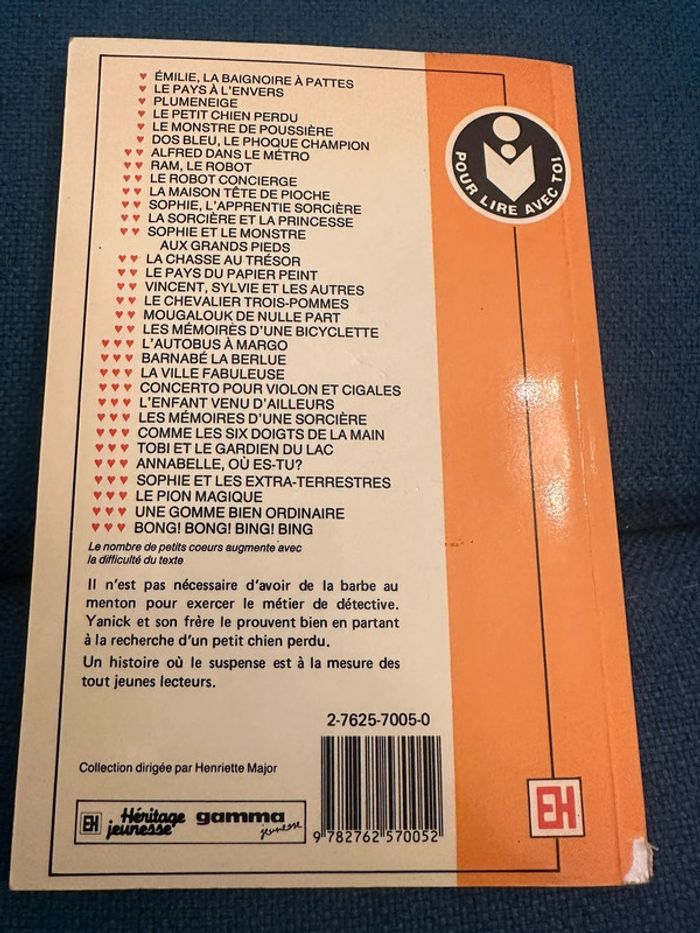 ♥ ÉMILIE, LA BAIGNOIRE À PATTES
♥ LE PAYS À L'ENVERS
♥ PLUMENEIGE
♥ LE PETIT CHIEN PERDU
♥ LE MONSTRE DE POUSSIÈRE
♥ DOS BLEU, LE PHOQUE CHAMPION
♥♥ ALFRED DANS LE MÉTRO
♥♥ RAM, LE ROBOT
♥♥ LE ROBOT CONCIERGE
♥♥ LA MAISON TÊTE DE PIOCHE
♥♥ SOPHIE, L'APPRENTIE SORCIÈRE
♥♥ LA SORCIÈRE ET LA PRINCESSE
♥♥ SOPHIE ET LE MONSTRE
AUX GRANDS PIEDS
♥♥ LA CHASSE AU TRÉSOR
♥♥ LE PAYS DU PAPIER PEINT
♥♥ VINCENT, SYLVIE ET LES AUTRES
♥♥ LE CHEVALIER TROIS-POMMES
♥♥ MOUGALOUK DE NULLE PART
♥♥ LES MÉMOIRES D'UNE BICYCLETTE
♥♥♥ L'AUTOBUS À MARGO
♥♥♥ BARNABÉ LA BERLUE
♥♥♥ LA VILLE FABULEUSE
♥♥♥ CONCERTO POUR VIOLON ET CIGALES
♥♥♥ L'ENFANT VENU D'AILLEURS
♥♥♥ LES MÉMOIRES D'UNE SORCIÈRE
♥♥♥ COMME LES SIX DOIGTS DE LA MAIN
♥♥♥ TOBI ET LE GARDIEN DU LAC
♥♥♥ ANNABELLE, OÙ ES-TU?
♥♥♥ SOPHIE ET LES EXTRA-TERRESTRES
♥♥♥ LE PION MAGIQUE
♥♥♥ UNE GOMME BIEN ORDINAIRE
♥♥♥ BONG! BONG! BING! BING
Le nombre de petits coeurs augmente avec
la difficulté du texte
Il n'est pas nécessaire d'avoir de la barbe au
menton pour exercer le métier de détective.
Yanick et son frère le prouvent bien en partant
à la recherche d'un petit chien perdu.
Un histoire où le suspense est à la mesure des
tout jeunes lecteurs.
2-7625-7005-0
Collection dirigée par Henriette Major
EH Héritage jeunesse
gamma jeunesse
9 782762 570052
POUR LIRE AVEC TOI
EH